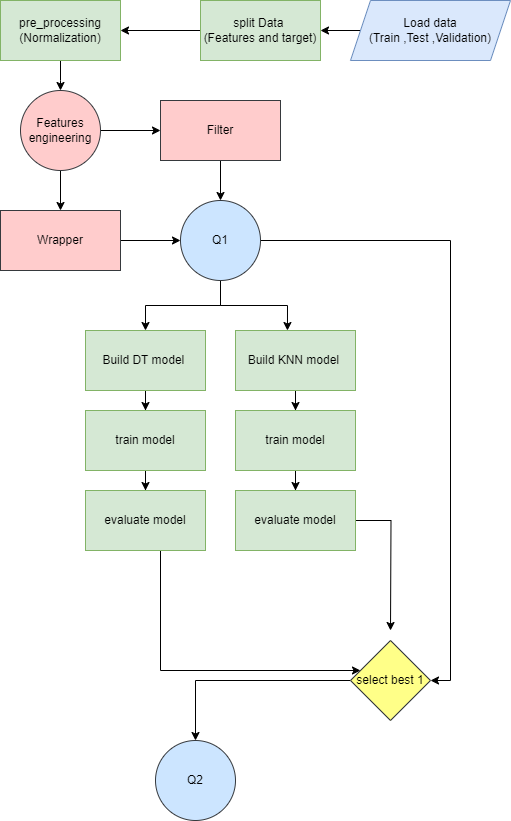 pre_processing
(Normalization)
split Data
(Features and target)
Load data
(Train ,Test ,Validation)
Features
engineering
Filter
Wrapper
Q1
Build DT model
Build KNN model
train model
train model
evaluate model
evaluate model
select best 1
Q2